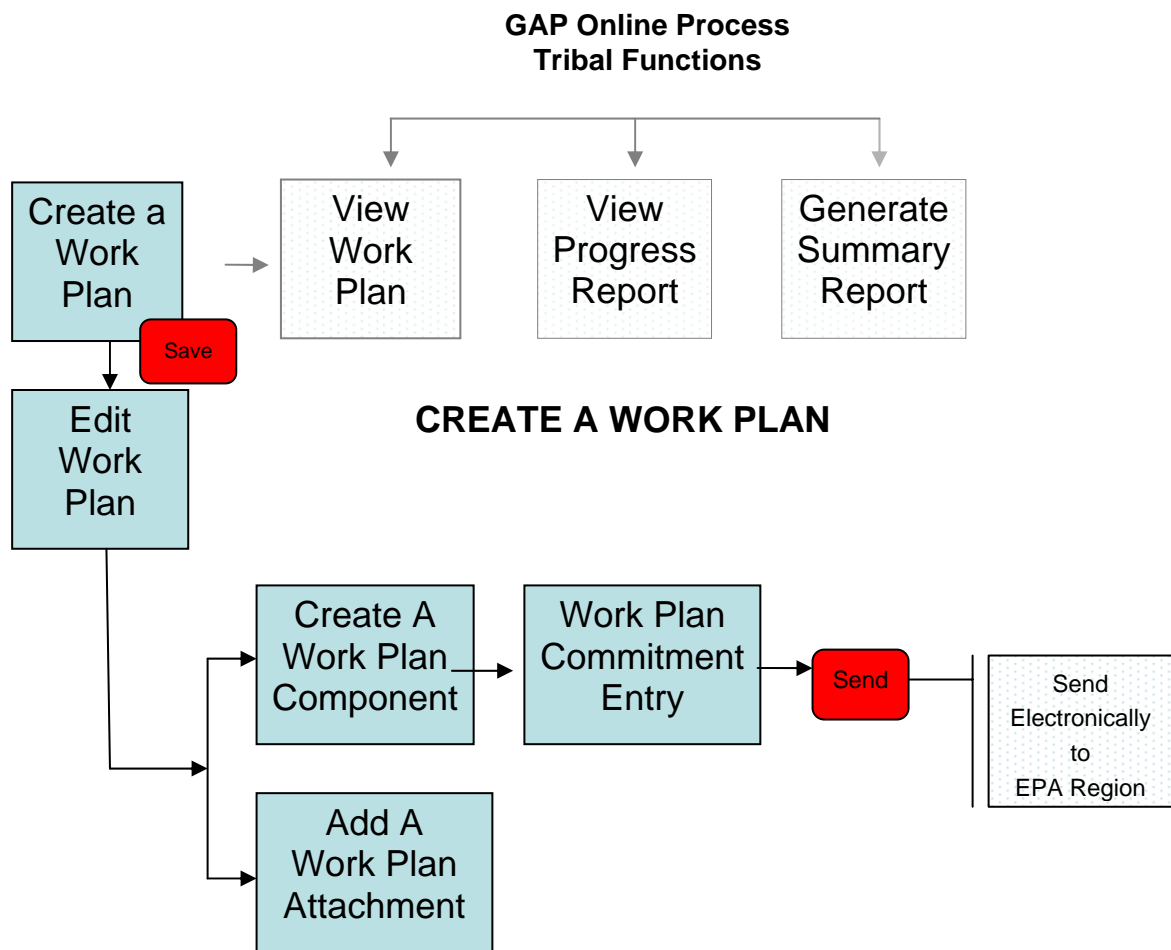 GAP Online Process
Tribal Functions
Create a
Work
Plan
View
Work
Plan
View
Progress
Report
Generate
Summary
Report
Save
Edit
Work
Plan
CREATE A WORK PLAN
Create A
Work Plan
Component
Work Plan
Commitment
Entry
Send
Send
Electronically
to
EPA Region
Add A
Work Plan
Attachment